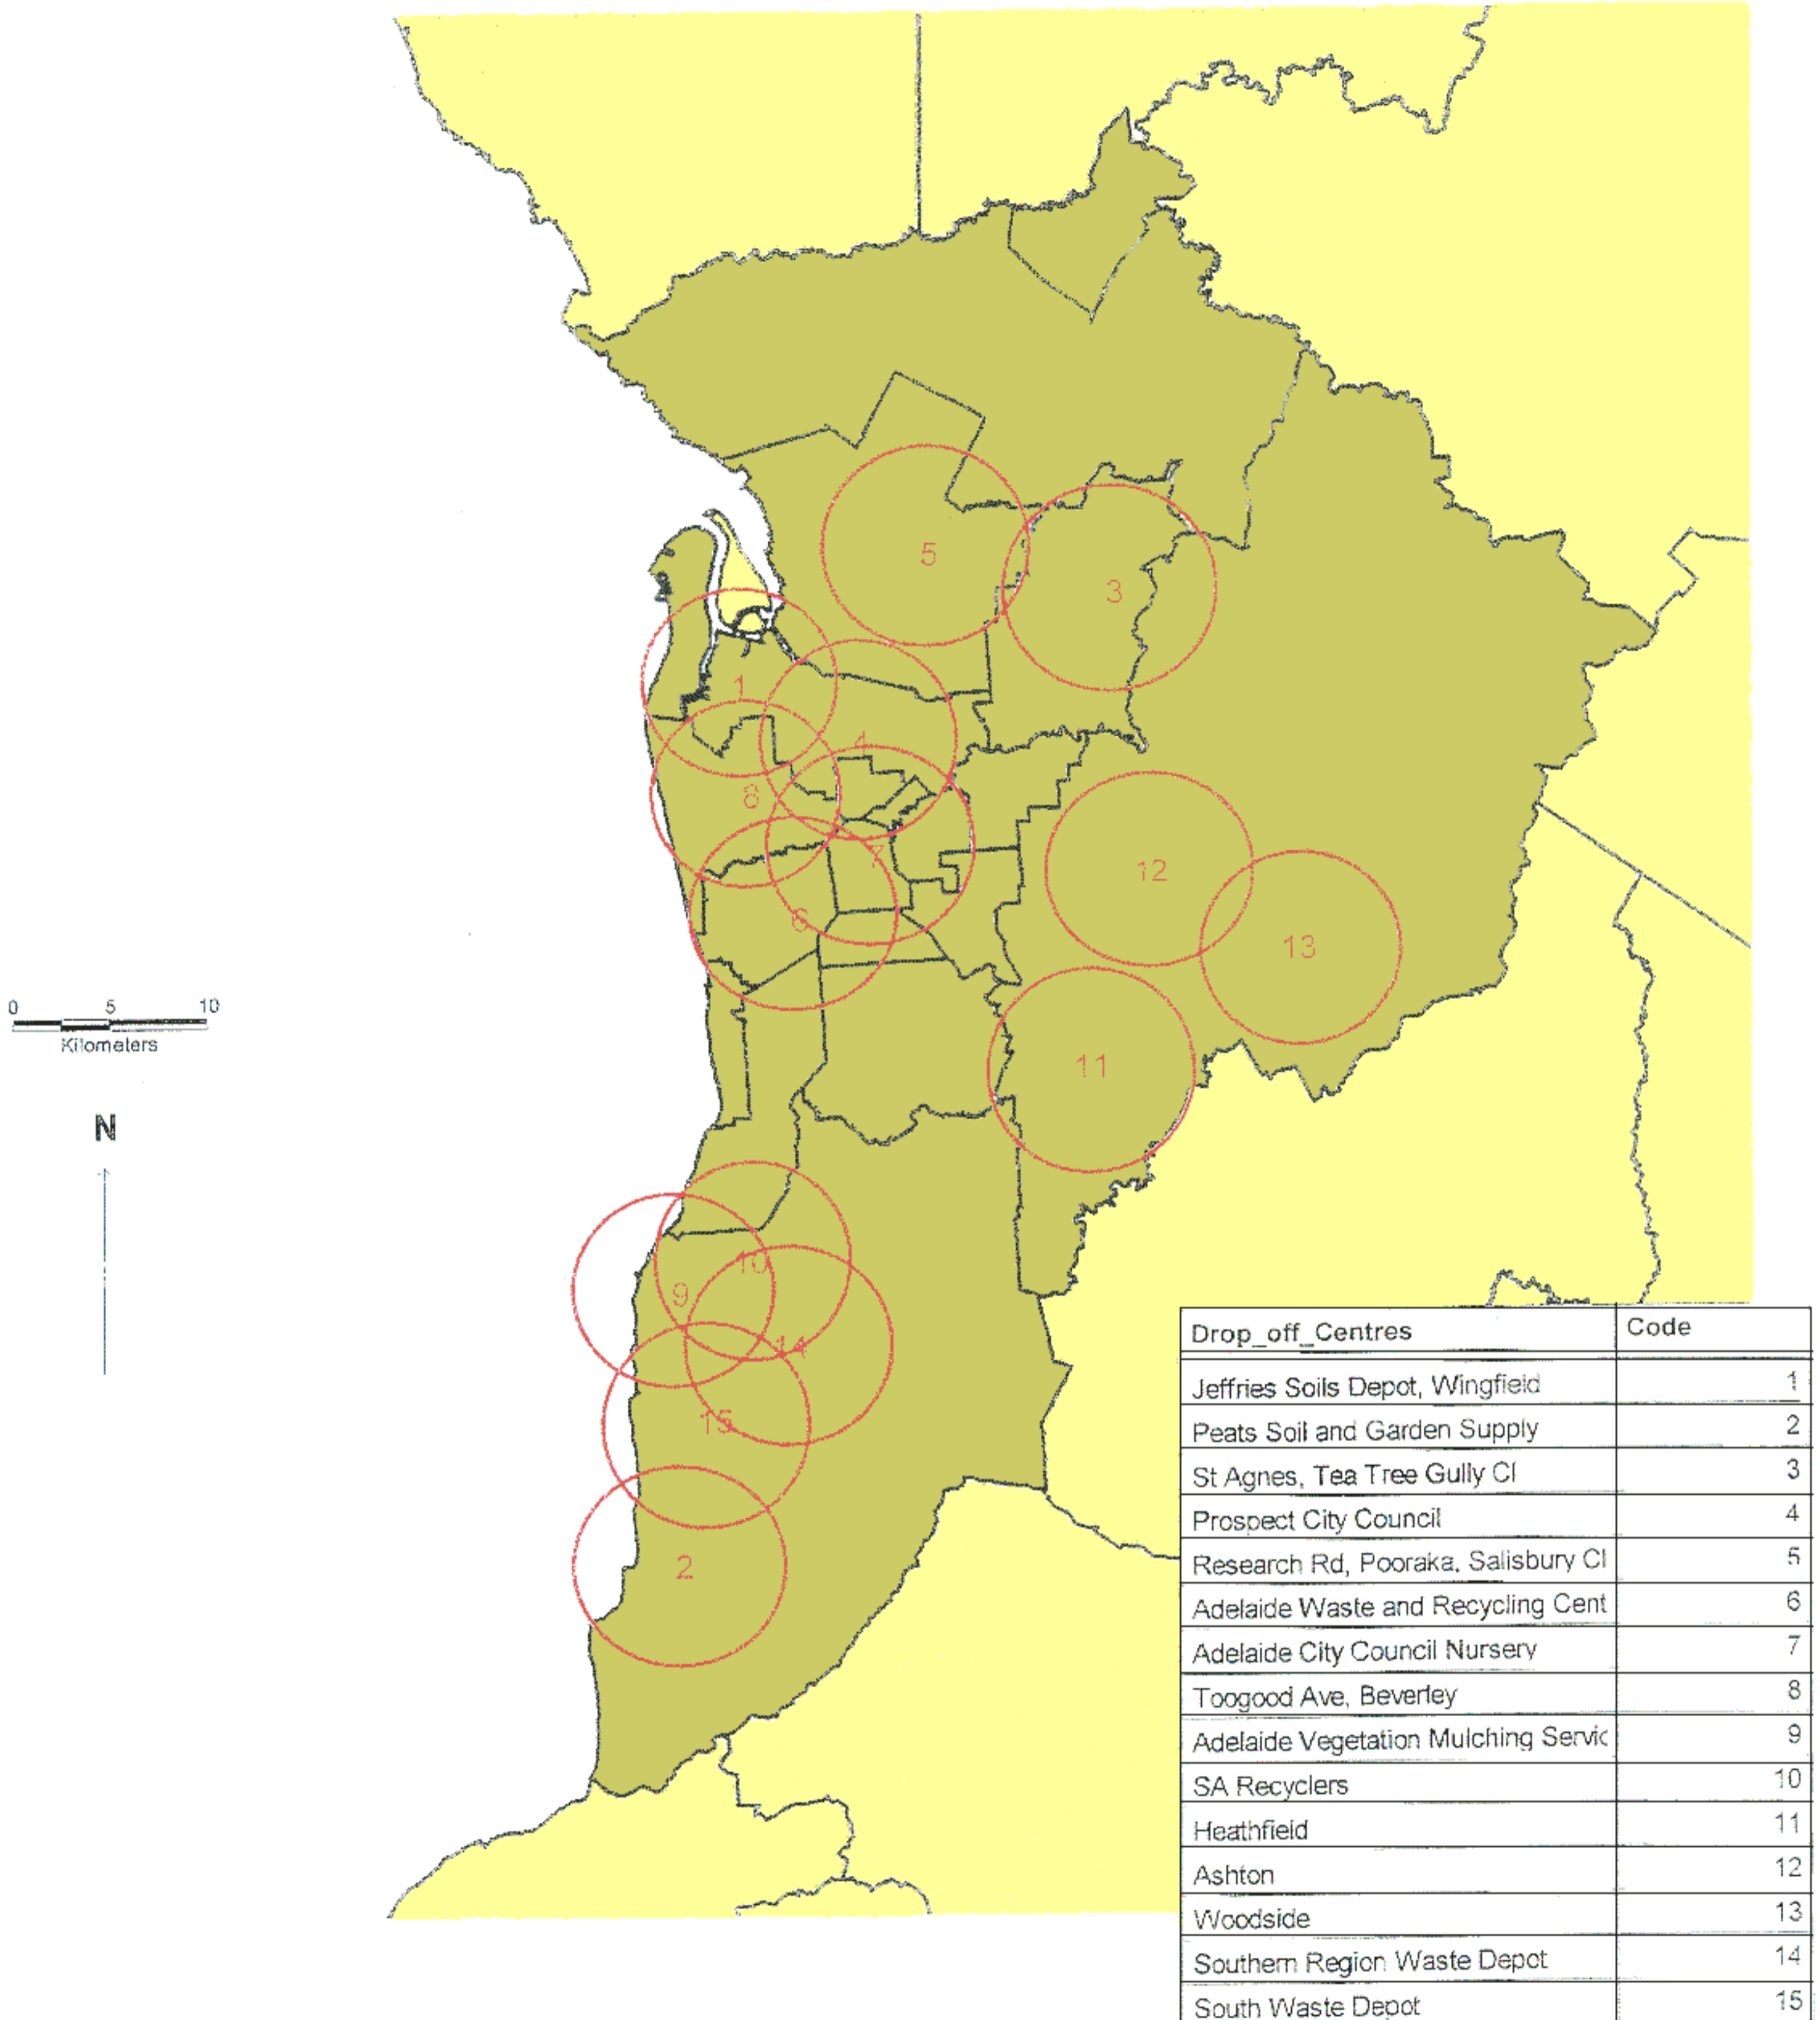 5
3
1
4
8
7
12
6
13
0 5 10
Kilometers
11
N
10
9
14
15
2
Drop_off_Centres Code
Jeffries Soils Depot, Wingfield 1
Peats Soil and Garden Supply 2
St Agnes, Tea Tree Gully Cl 3
Prospect City Council 4
Research Rd, Pooraka, Salisbury Cl 5
Adelaide Waste and Recycling Cent 6
Adelaide City Council Nursery 7
Toogood Ave, Beverley 8
Adelaide Vegetation Mulching Servic 9
SA Recyclers 10
Heathfield 11
Ashton 12
Woodside 13
Southern Region Waste Depot 14
South Waste Depot 15